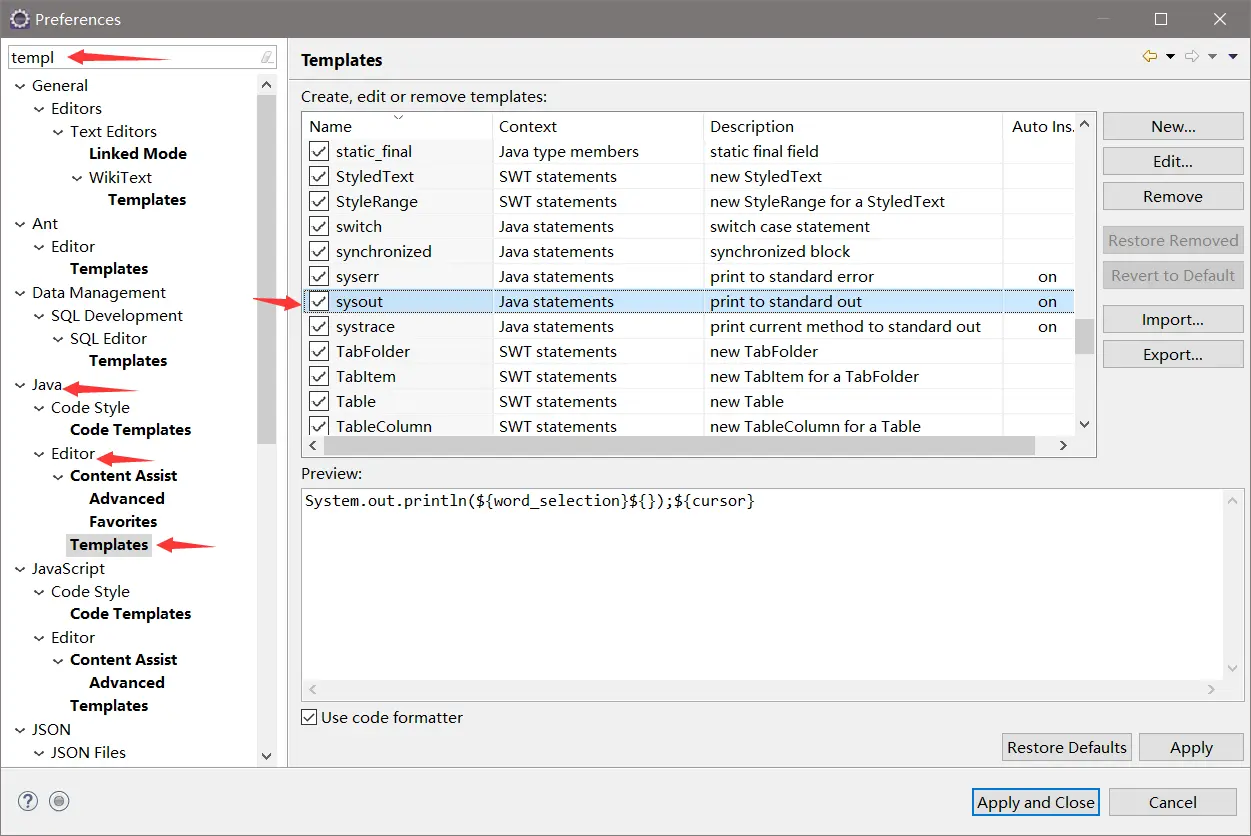 Preferences
templ
General
Editors
Text Editors
Linked Mode
WikiText
Templates
Ant
Editor
Templates
Data Management
SQL Development
SQL Editor
Templates
Java
Code Style
Code Templates
Editor
Content Assist
Advanced
Favorites
Templates
JavaScript
Code Style
Code Templates
Editor
Content Assist
Advanced
Templates
JSON
JSON Files
Templates
Create, edit or remove templates:
Name Context Description Auto Ins.
static_final Java type members static final field
StyledText SWT statements new StyledText
StyleRange SWT statements new StyleRange for a StyledText
switch Java statements switch case statement
synchronized Java statements synchronized block
syserr Java statements print to standard error on
sysout Java statements print to standard out on
systrace Java statements print current method to standard out on
TabFolder SWT statements new TabFolder
TabItem SWT statements new TabItem for a TabFolder
Table SWT statements new Table
TableColumn SWT statements new TableColumn for a Table
New...
Edit...
Remove
Restore Removed
Revert to Default
Import...
Export...
Preview:
System.out.println(${word_selection}${});${cursor}
Use code formatter
Restore Defaults Apply
? Apply and Close Cancel